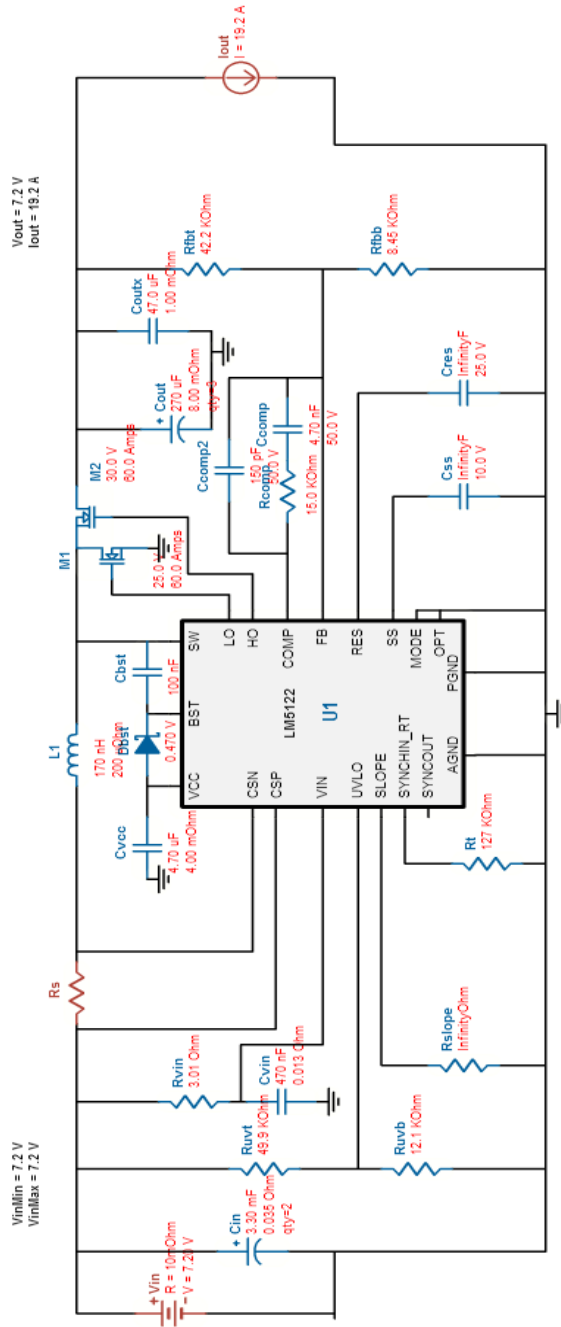 VinMin = 7.2 V
VinMax = 7.2 V
Vout = 7.2 V
Iout = 19.2 A
+Vin
R = 10mOhm
V = 7.20 V
+ Cin
3.30 mF
0.035 Ohm
qty=2
Ruvt
49.9 KOhm
Ruvb
12.1 KOhm
Rvin
3.01 Ohm
Cvin
470 nF
0.013 Ohm
Rs
Rslope
InfinityOhm
Rt
127 KOhm
Cvcc
4.70 uF
4.00 mOhm
L1
170 nH
200 uOhm
Dbst
0.470 V
Cbst
100 nF
VCC
BST
SW
CSN
CSP
VIN
UVLO
SLOPE
SYNCHIN_RT
SYNCOUT
AGND
PGND
LM5122
U1
LO
HO
COMP
FB
RES
SS
MODE
OPT
M1
25.0 V
60.0 Amps
M2
30.0 V
60.0 Amps
+ Cout
270 uF
8.00 mOhm
Coutx
47.0 uF
1.00 mOhm
Ccomp2
150 pF
50.0 V
Rcomp
15.0 KOhm
Ccomp
4.70 nF
50.0 V
Rfbt
42.2 KOhm
Rfbb
8.45 KOhm
Css
InfinityF
10.0 V
Cres
InfinityF
25.0 V
Iout
I = 19.2 A